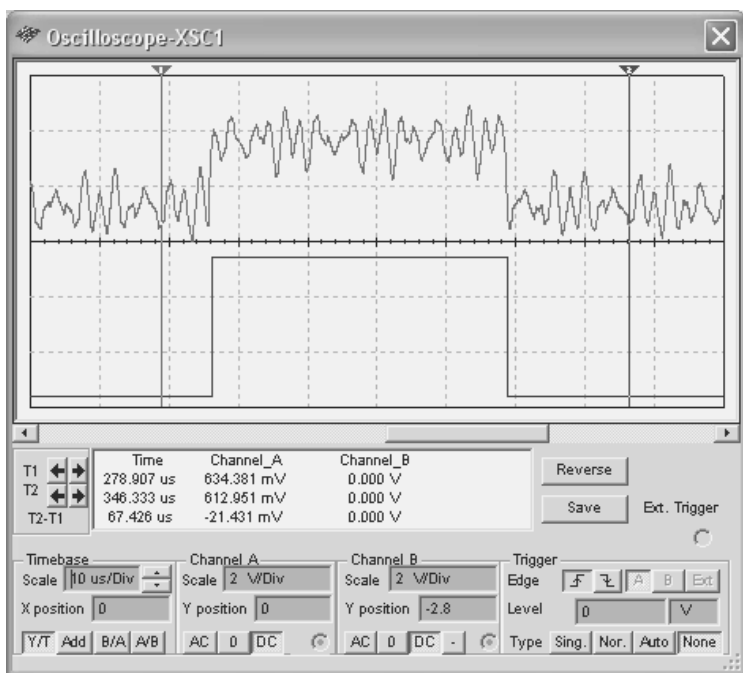 Oscilloscope-XSC1
1 2
T1
T2
T2-T1
Time Channel_A Channel_B
278.907 us 634.381 mV 0.000 V
346.333 us 612.951 mV 0.000 V
67.426 us -21.431 mV 0.000 V
Reverse
Save
Ext. Trigger
Timebase
Scale 10 us/Div
X position 0
Y/T Add B/A A/B
Channel A
Scale 2 V/Div
Y position 0
AC 0 DC
Channel B
Scale 2 V/Div
Y position -2.8
AC 0 DC -
Trigger
Edge A B Ext
Level 0 V
Type Sing. Nor. Auto None